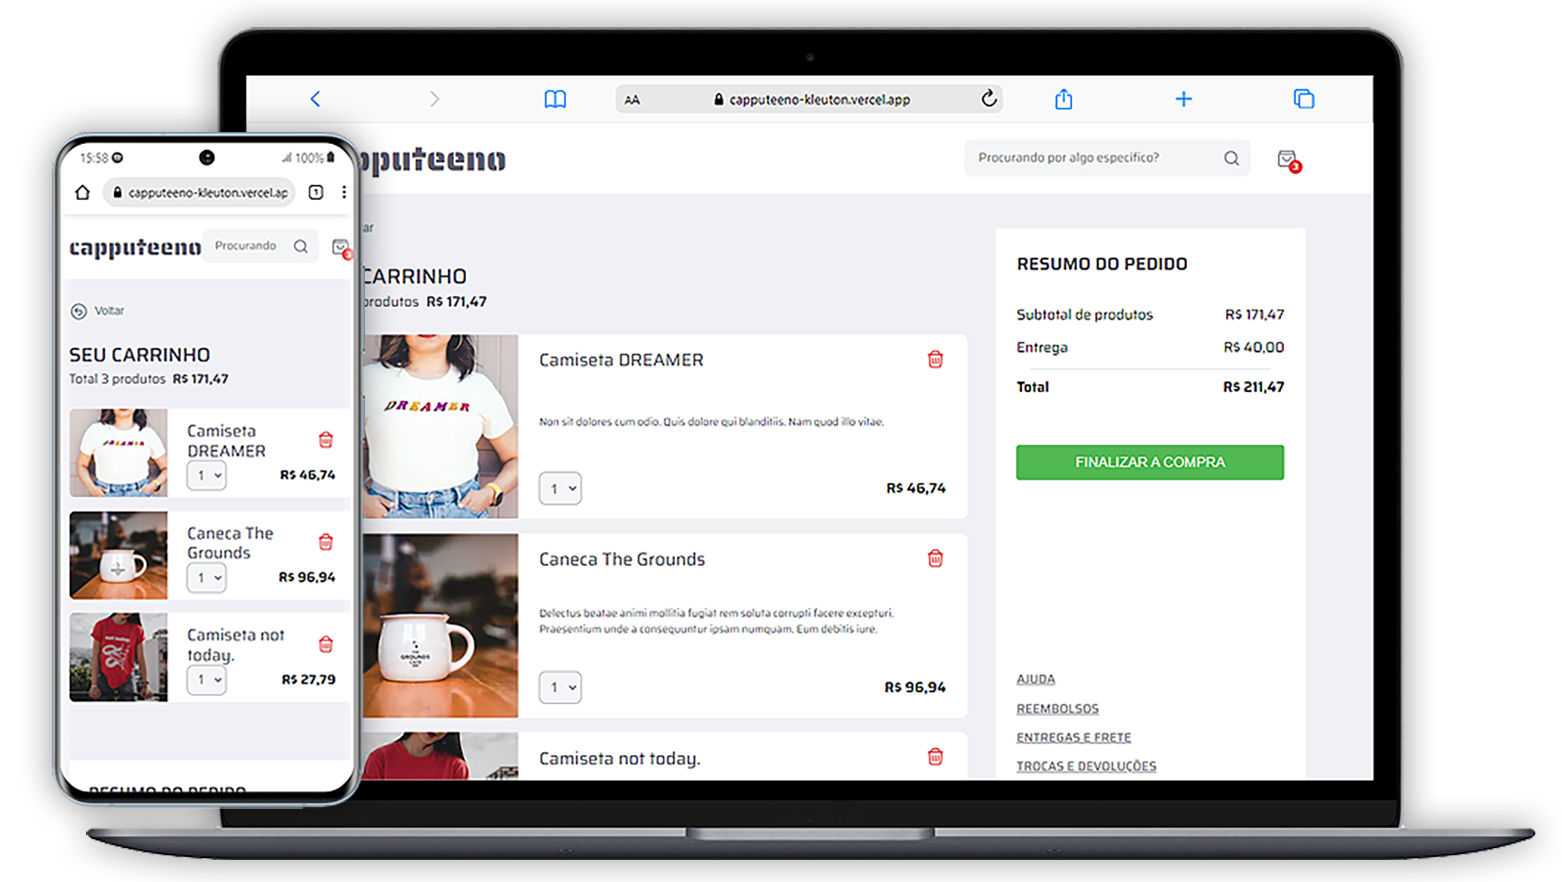 15:58
100%
capputeeno-kleuton.vercel.ap
1
capputeeno
Procurando
3
Voltar
SEU CARRINHO
Total 3 produtos R$ 171,47
Camiseta
DREAMER
1
R$ 46,74
Caneca The
Grounds
1
R$ 96,94
Camiseta not
today.
1
R$ 27,79
RESUMO DO PEDIDO
AA
capputeeno-kleuton.vercel.app
pputeeno
Procurando por algo específico?
3
ar
CARRINHO
produtos R$ 171,47
DREAMER
Camiseta DREAMER
Non sit dolores cum odio. Quis dolore qui blanditiis. Nam quod illo vitae.
1
R$ 46,74
THE
GROUNDS
Caneca The Grounds
Delectus beatae animi mollitia fugiat rem soluta corrupti facere excepturi.
Praesentium unde a consequuntur ipsam numquam. Eum debitis iure.
1
R$ 96,94
Camiseta not today.
RESUMO DO PEDIDO
Subtotal de produtos R$ 171,47
Entrega R$ 40,00
Total R$ 211,47
FINALIZAR A COMPRA
AJUDA
REEMBOLSOS
ENTREGAS E FRETE
TROCAS E DEVOLUÇÕES